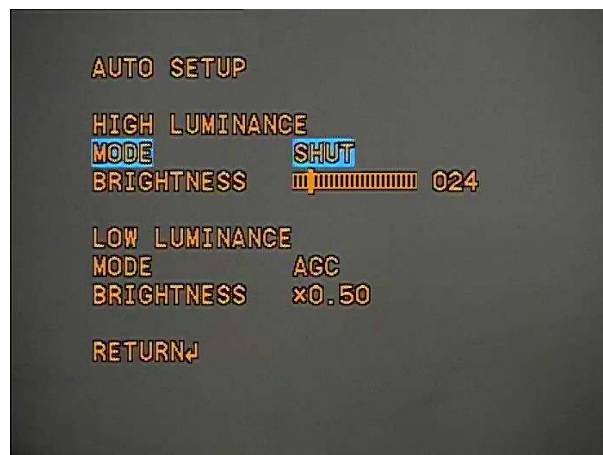 AUTO SETUP
HIGH LUMINANCE
MODE SHUT
BRIGHTNESS 024
LOW LUMINANCE
MODE AGC
BRIGHTNESS ×0.50
RETURN↲